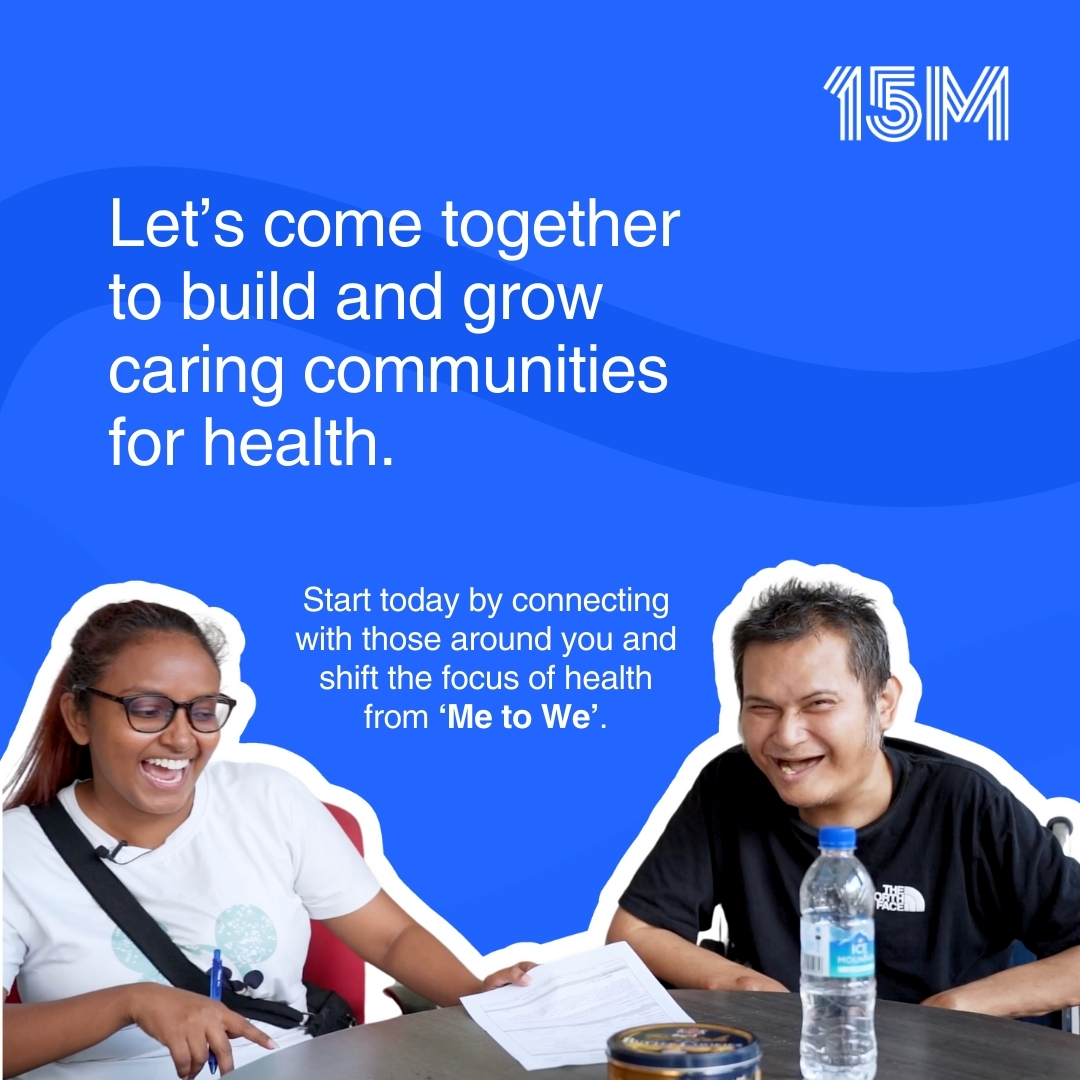 15M
Let’s come together
to build and grow
caring communities
for health.
Start today by connecting
with those around you and
shift the focus of health
from ‘Me to We’.
THE
NORTH
FACE
ICE
MOUNTAIN